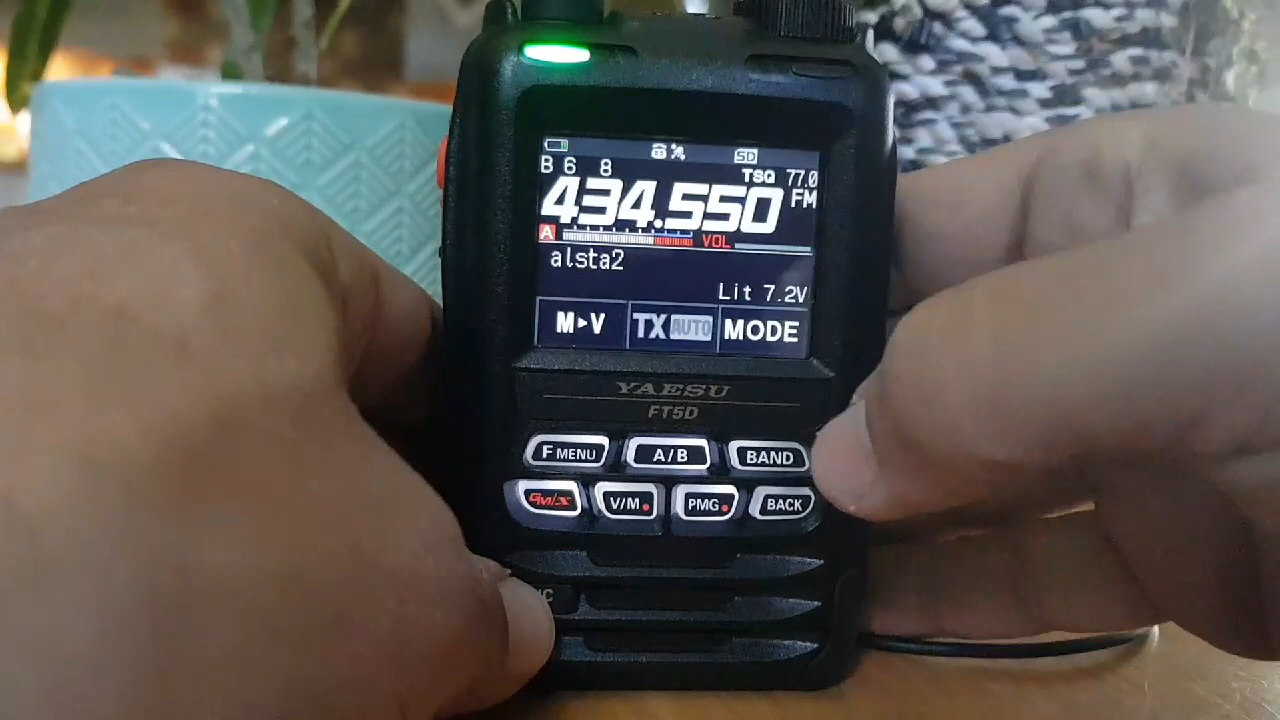 SD
B 6 8 TSQ 77.0
434.550 FM
A VOL
alsta2
Lit 7.2V
M▸V TX AUTO MODE
YAESU
FT5D
F MENU A/B BAND
GM/X V/M PMG BACK